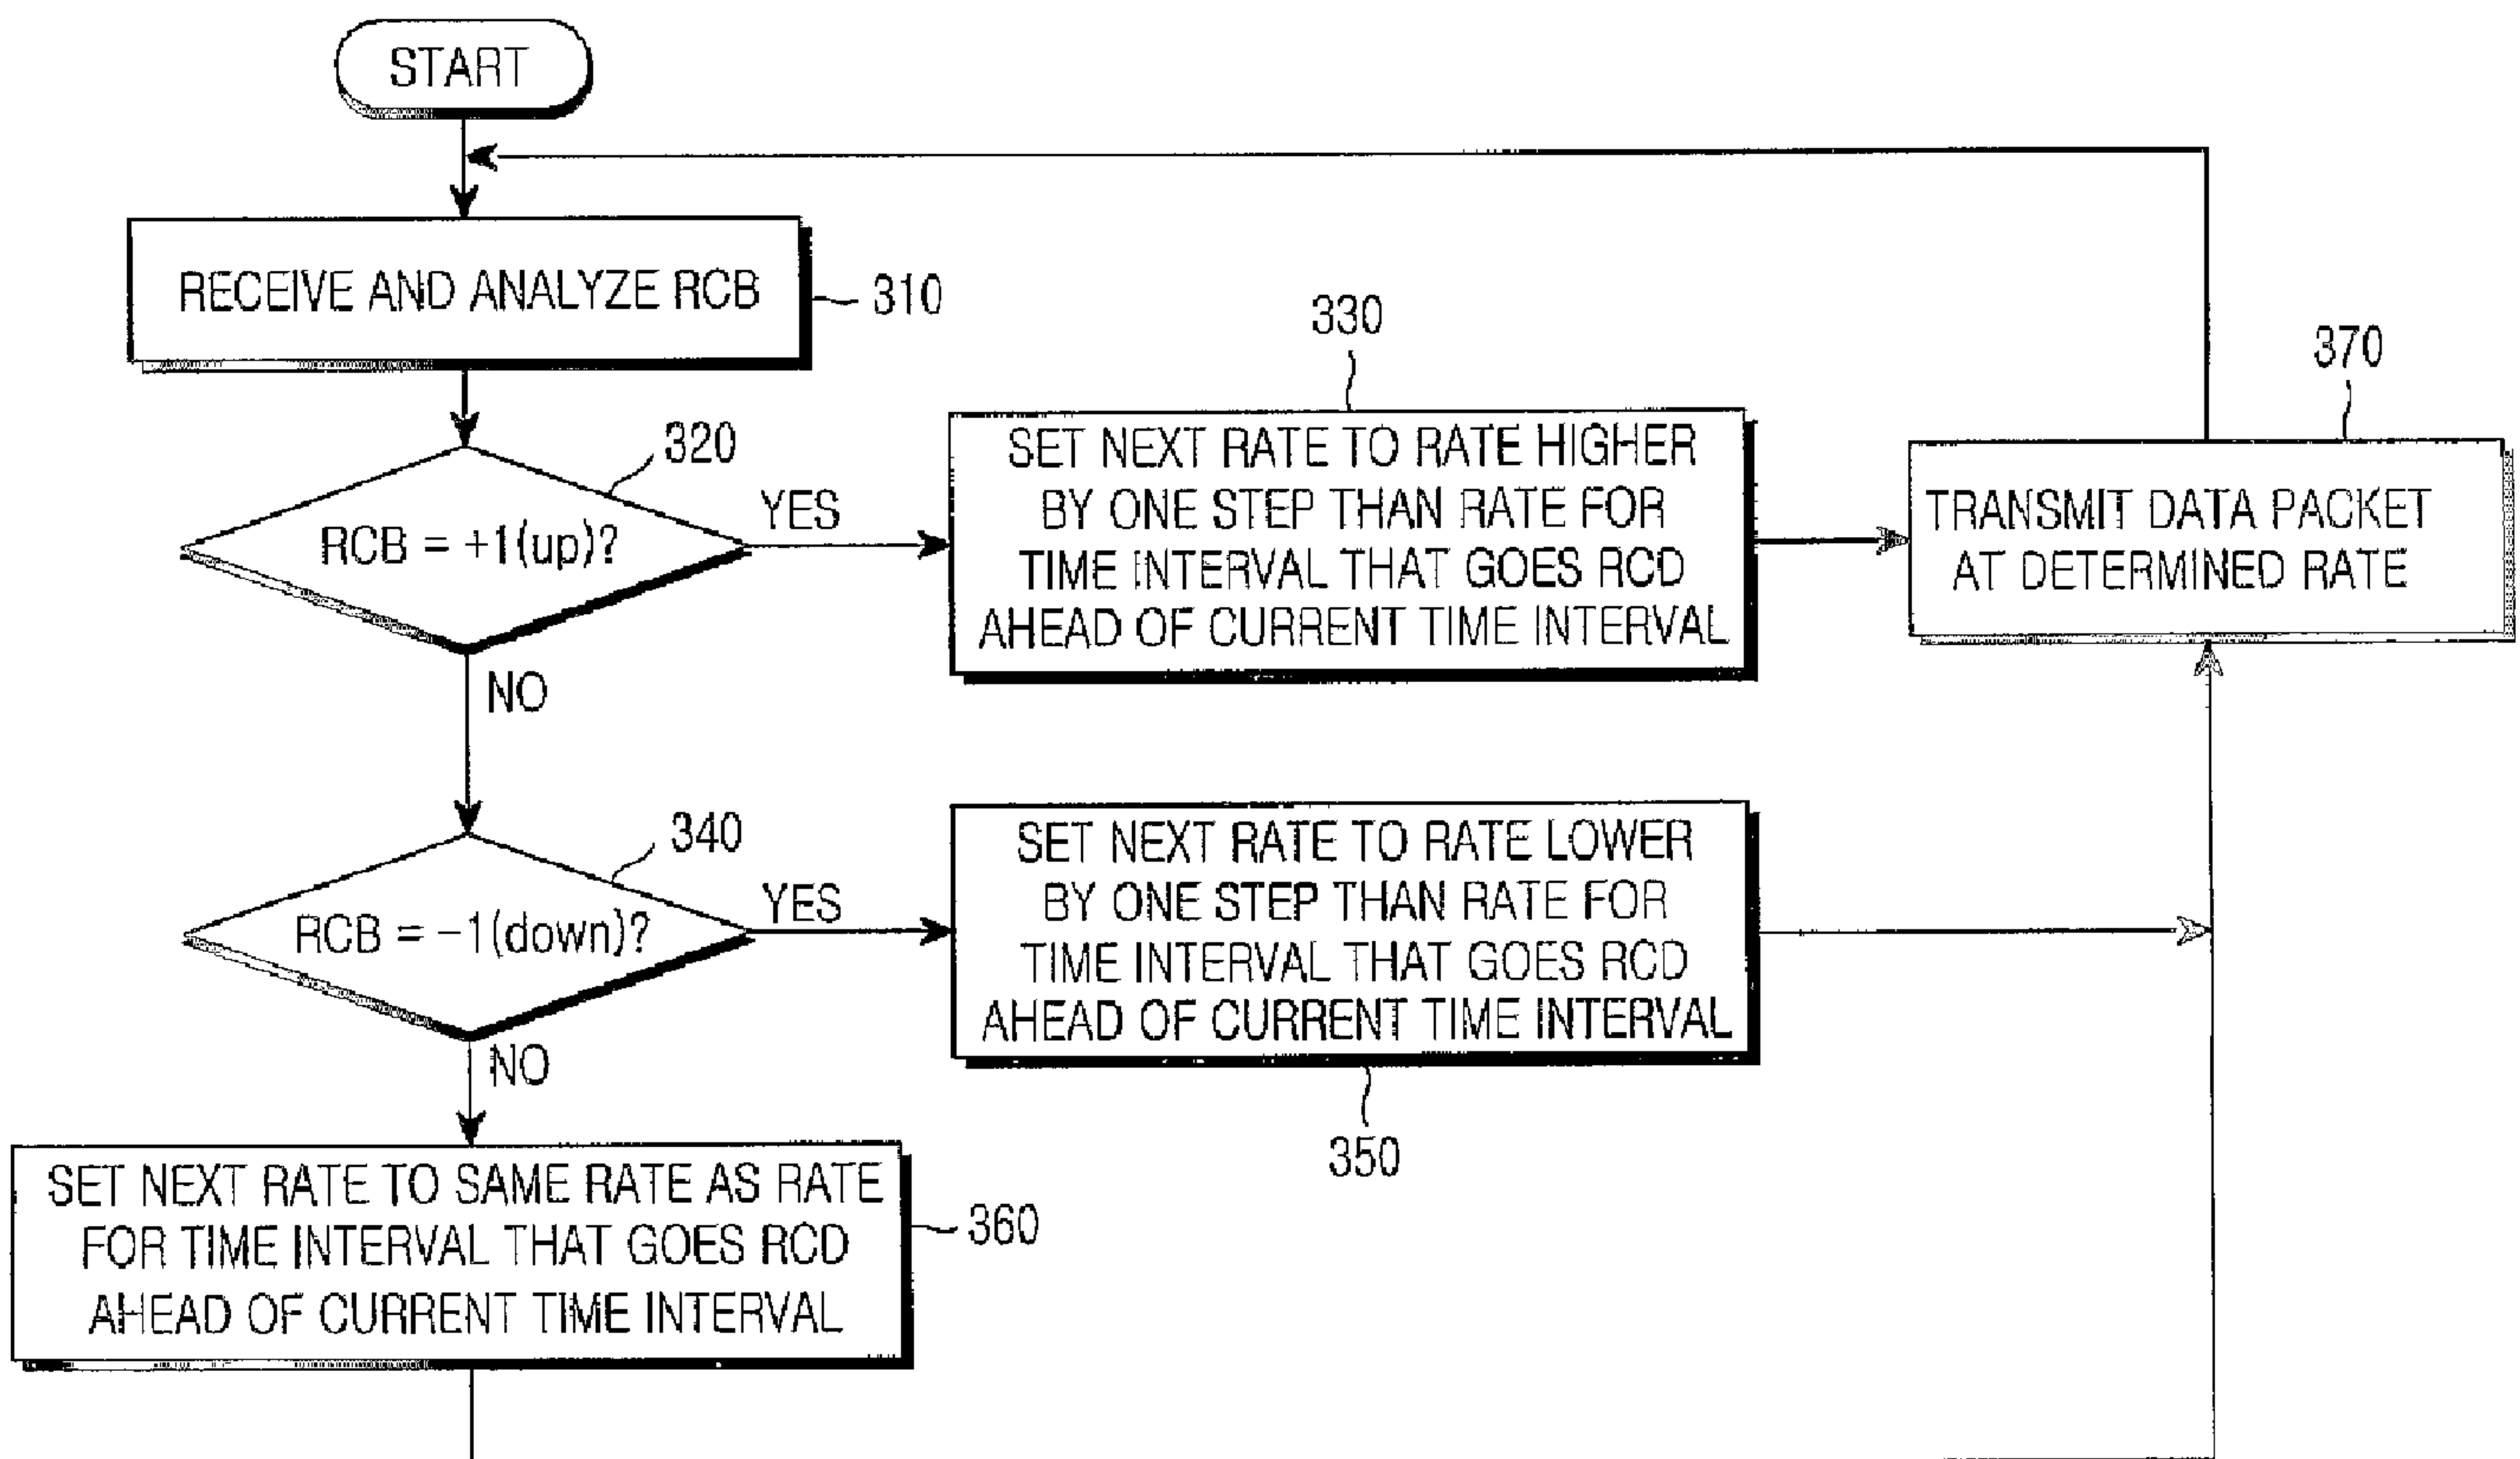 START
RECEIVE AND ANALYZE RCB
310
320
RCB = +1(up)?
YES
NO
330
SET NEXT RATE TO RATE HIGHER
BY ONE STEP THAN RATE FOR
TIME INTERVAL THAT GOES RCD
AHEAD OF CURRENT TIME INTERVAL
370
TRANSMIT DATA PACKET
AT DETERMINED RATE
340
RCB = -1(down)?
YES
NO
SET NEXT RATE TO RATE LOWER
BY ONE STEP THAN RATE FOR
TIME INTERVAL THAT GOES RCD
AHEAD OF CURRENT TIME INTERVAL
350
SET NEXT RATE TO SAME RATE AS RATE
FOR TIME INTERVAL THAT GOES RCD
AHEAD OF CURRENT TIME INTERVAL
360